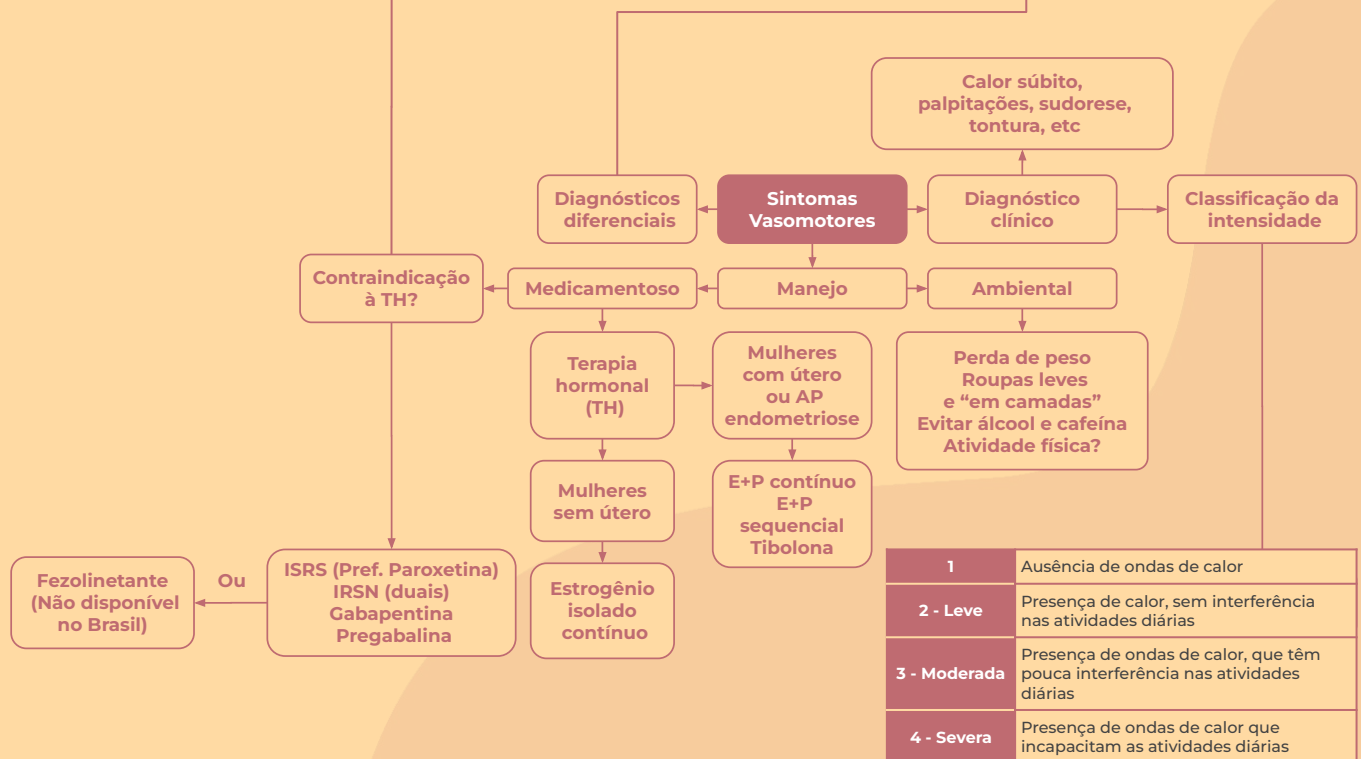 Calor súbito,
palpitações, sudorese,
tontura, etc
Diagnósticos
diferenciais
Sintomas
Vasomotores
Diagnóstico
clínico
Classificação da
intensidade
Contraindicação
à TH?
Medicamentoso
Manejo
Ambiental
Terapia
hormonal
(TH)
Mulheres
com útero
ou AP
endometriose
Perda de peso
Roupas leves
e “em camadas”
Evitar álcool e cafeína
Atividade física?
Mulheres
sem útero
E+P contínuo
E+P
sequencial
Tibolona
Fezolinetante
(Não disponível
no Brasil)
Ou
ISRS (Pref. Paroxetina)
IRSN (duais)
Gabapentina
Pregabalina
Estrogênio
isolado
contínuo
1
Ausência de ondas de calor
2 - Leve
Presença de calor, sem interferência
nas atividades diárias
3 - Moderada
Presença de ondas de calor, que têm
pouca interferência nas atividades
diárias
4 - Severa
Presença de ondas de calor que
incapacitam as atividades diárias